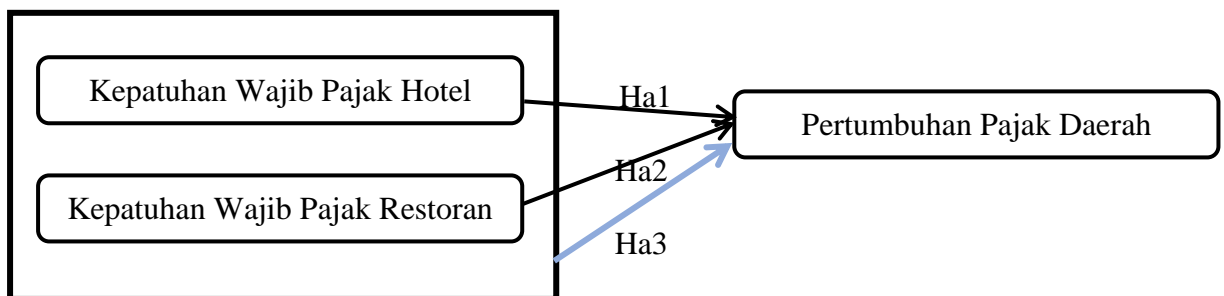 Kepatuhan Wajib Pajak Hotel
Ha1
Pertumbuhan Pajak Daerah
Ha2
Kepatuhan Wajib Pajak Restoran
Ha3